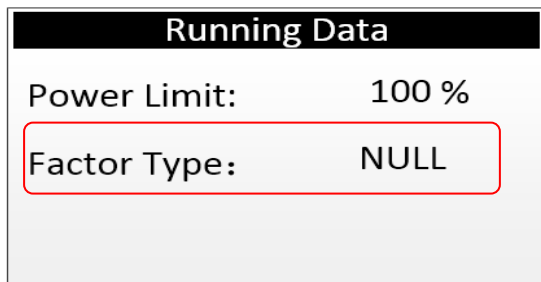 Running Data
Power Limit: 100 %
Factor Type： NULL